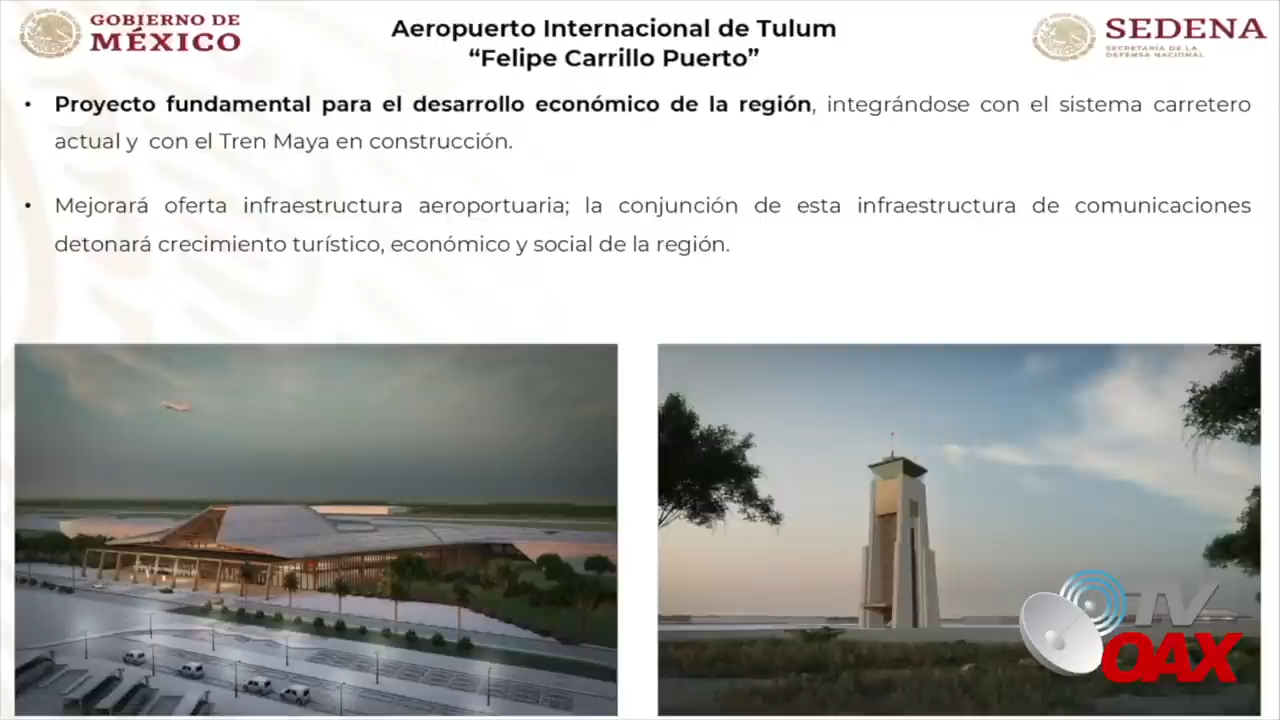 GOBIERNO DE
MÉXICO
Aeropuerto Internacional de Tulum
“Felipe Carrillo Puerto”
SEDENA
SECRETARÍA DE LA
DEFENSA NACIONAL
• Proyecto fundamental para el desarrollo económico de la región, integrándose con el sistema carretero
actual y con el Tren Maya en construcción.
• Mejorará oferta infraestructura aeroportuaria; la conjunción de esta infraestructura de comunicaciones
detonará crecimiento turístico, económico y social de la región.
TV
OAX